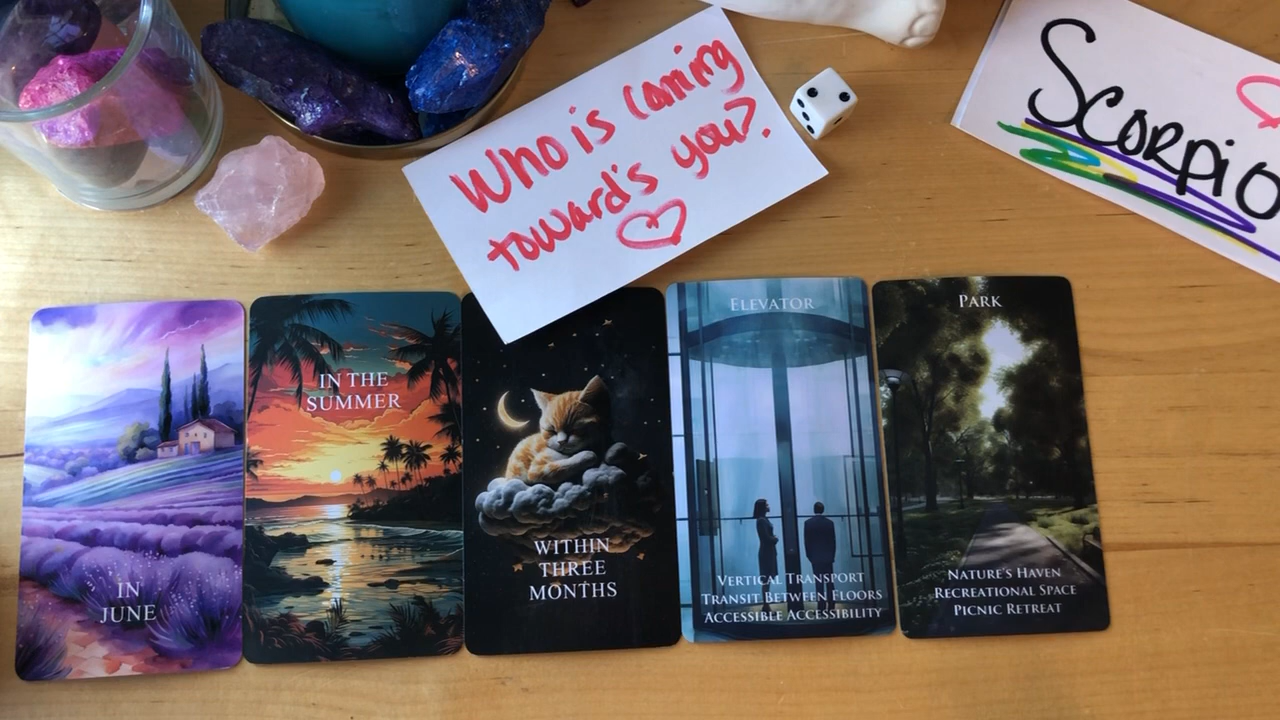 Who is Coming
toward's you?.
Scorpio
IN
JUNE
IN THE
SUMMER
WITHIN
THREE
MONTHS
ELEVATOR
VERTICAL TRANSPORT
TRANSIT BETWEEN FLOORS
ACCESSIBLE ACCESSIBILITY
PARK
NATURE'S HAVEN
RECREATIONAL SPACE
PICNIC RETREAT